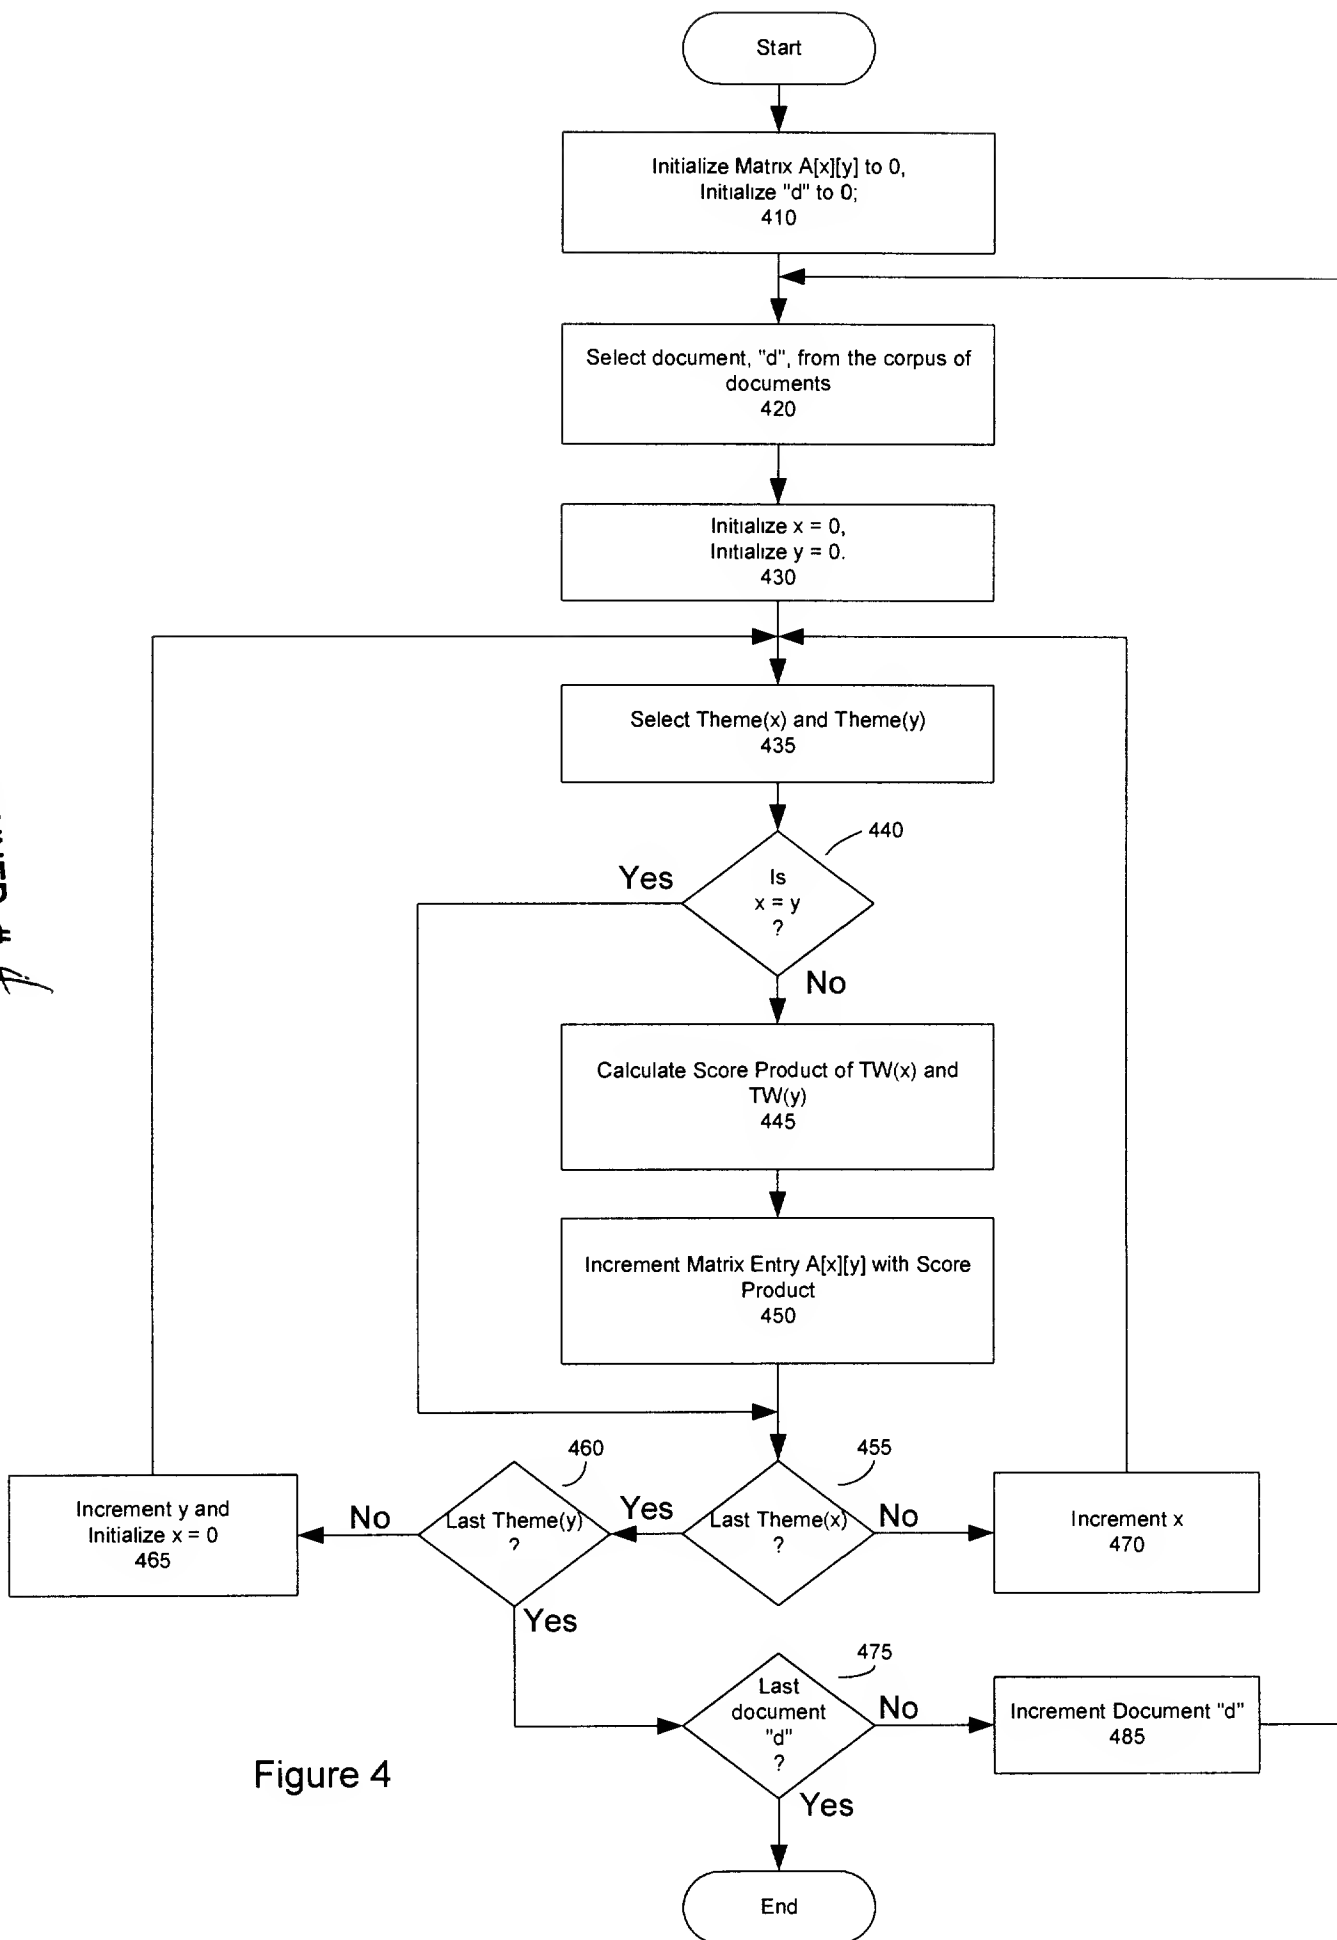 Start
Initialize Matrix A[x][y] to 0,
Initialize "d" to 0;
410
Select document, "d", from the corpus of
documents
420
Initialize x = 0,
Initialize y = 0.
430
Select Theme(x) and Theme(y)
435
440
Yes
Is
x = y
?
No
Calculate Score Product of TW(x) and
TW(y)
445
Increment Matrix Entry A[x][y] with Score
Product
450
460
455
Increment y and
Initialize x = 0
465
No
Last Theme(y)
?
Yes
Last Theme(x)
?
No
Increment x
470
Yes
475
Last
document
"d"
?
No
Increment Document "d"
485
Figure 4
Yes
End